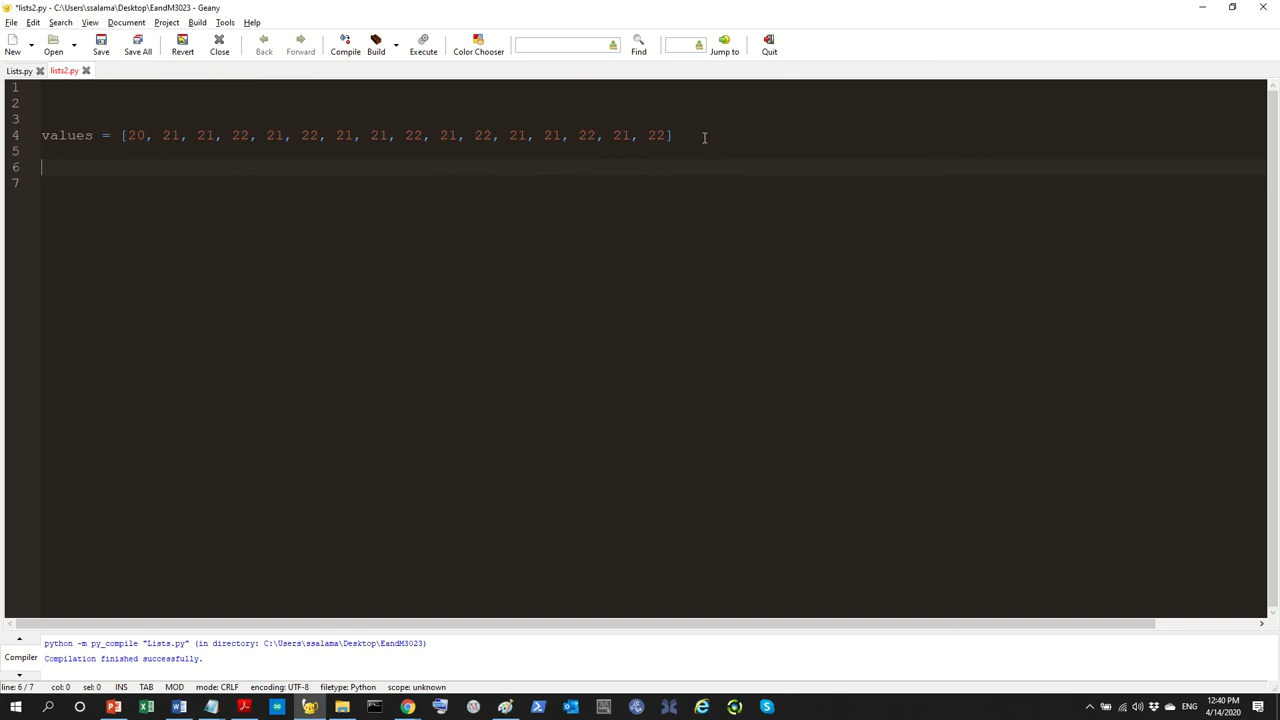 *lists2.py - C:\Users\ssalama\Desktop\EandM3023 - Geany
File Edit Search View Document Project Build Tools Help
New Open Save Save All Revert Close Back Forward Compile Build Execute Color Chooser Find Jump to Quit
Lists.py lists2.py
1
2
3
4 values = [20, 21, 21, 22, 21, 22, 21, 21, 22, 21, 22, 21, 21, 22, 21, 22]
5
6
7
python -m py_compile "Lists.py" (in directory: C:\Users\ssalama\Desktop\EandM3023)
Compiler Compilation finished successfully.
line: 6 / 7 col: 0 sel: 0 INS TAB MOD mode: CRLF encoding: UTF-8 filetype: Python scope: unknown
12:40 PM
4/14/2020